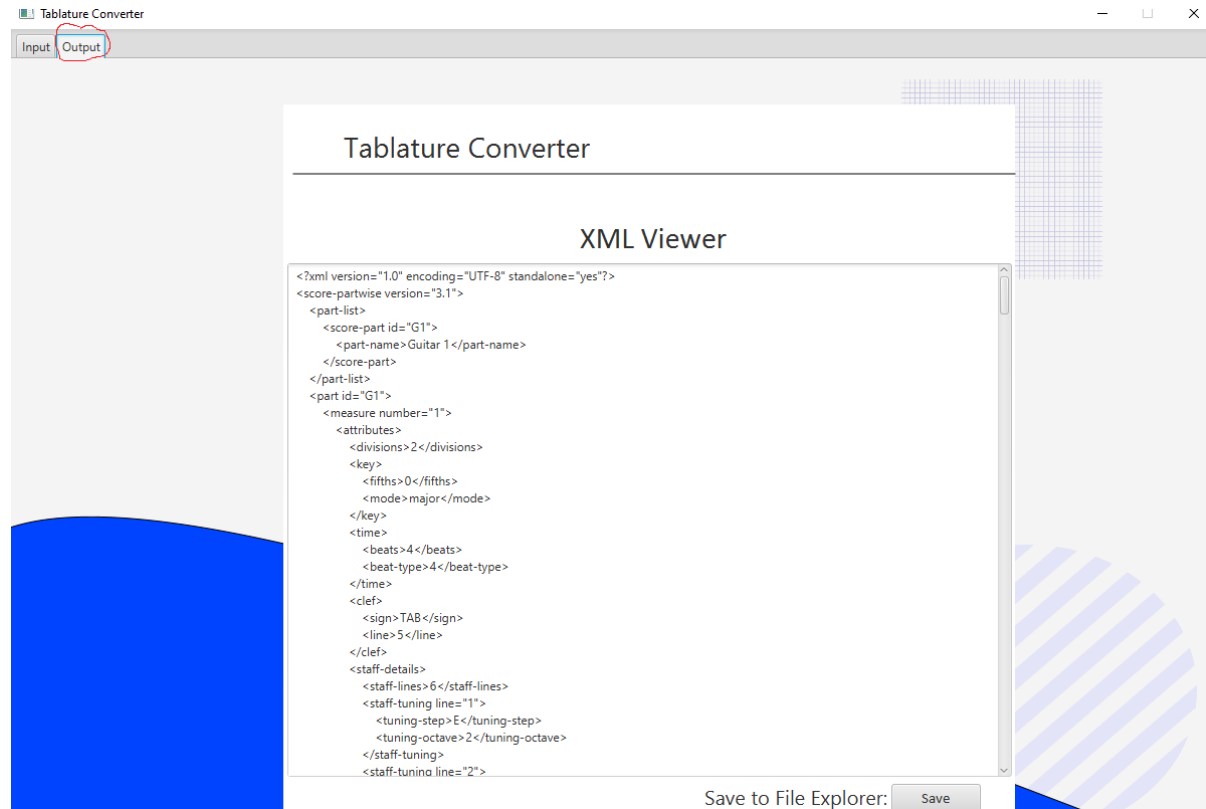 Tablature Converter
Input Output
Tablature Converter
XML Viewer
<?xml version="1.0" encoding="UTF-8" standalone="yes"?>
<score-partwise version="3.1">
<part-list>
<score-part id="G1">
<part-name>Guitar 1</part-name>
</score-part>
</part-list>
<part id="G1">
<measure number="1">
<attributes>
<divisions>2</divisions>
<key>
<fifths>0</fifths>
<mode>major</mode>
</key>
<time>
<beats>4</beats>
<beat-type>4</beat-type>
</time>
<clef>
<sign>TAB</sign>
<line>5</line>
</clef>
<staff-details>
<staff-lines>6</staff-lines>
<staff-tuning line="1">
<tuning-step>E</tuning-step>
<tuning-octave>2</tuning-octave>
</staff-tuning>
<staff-tuning line="2">
Save to File Explorer: Save